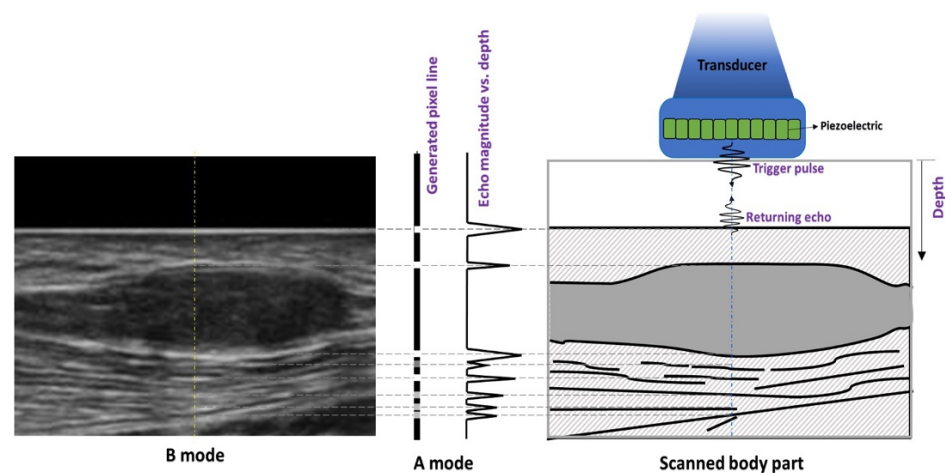 Transducer
Piezoelectric
Trigger pulse
Returning echo
Depth
Generated pixel line
Echo magnitude vs. depth
B mode
A mode
Scanned body part